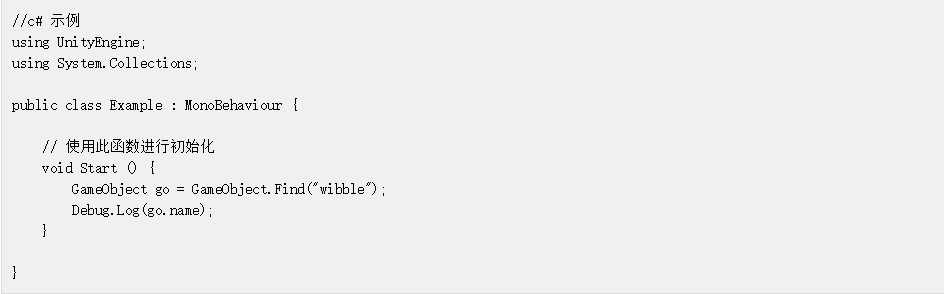 //c# 示例
using UnityEngine;
using System.Collections;
public class Example : MonoBehaviour {
// 使用此函数进行初始化
void Start () {
GameObject go = GameObject.Find("wibble");
Debug.Log(go.name);
}
}